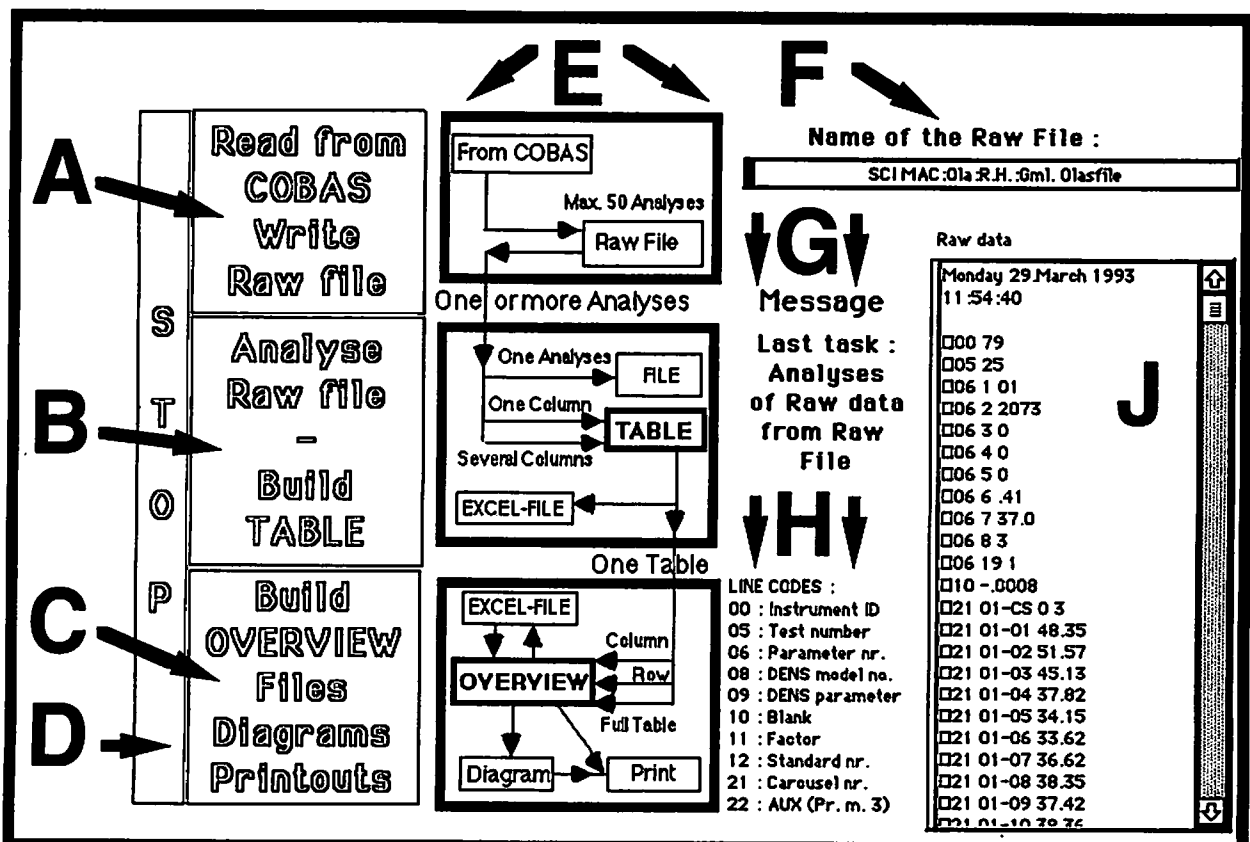 A
B
C
D
E
F
G
H
J
S
T
O
P
Read from
COBAS
Write
Raw file
Analyse
Raw file
-
Build
TABLE
Build
OVERVIEW
Files
Diagrams
Printouts
From COBAS
Max. 50 Analyses
Raw File
One or more Analyses
One Analyses
FILE
One Column
TABLE
Several Columns
EXCEL-FILE
One Table
EXCEL-FILE
Column
OVERVIEW
Row
Full Table
Diagram
Print
Name of the Raw File :
SCI MAC :Ola :R.H. :Gml. Olasfile
Message
Last task :
Analyses
of Raw data
from Raw
File
LINE CODES :
00 : Instrument ID
05 : Test number
06 : Parameter nr.
08 : DENS model no.
09 : DENS parameter
10 : Blank
11 : Factor
12 : Standard nr.
21 : Carousel nr.
22 : AUX (Pr. m. 3)
Raw data
Monday 29.March 1993
11:54:40
□00 79
□05 25
□06 1 01
□06 2 2073
□06 3 0
□06 4 0
□06 5 0
□06 6 .41
□06 7 37.0
□06 8 3
□06 19 1
□10 -.0008
□21 01-CS 0 3
□21 01-01 48.35
□21 01-02 51.57
□21 01-03 45.13
□21 01-04 37.82
□21 01-05 34.15
□21 01-06 33.62
□21 01-07 36.62
□21 01-08 38.35
□21 01-09 37.42
□21 01-10